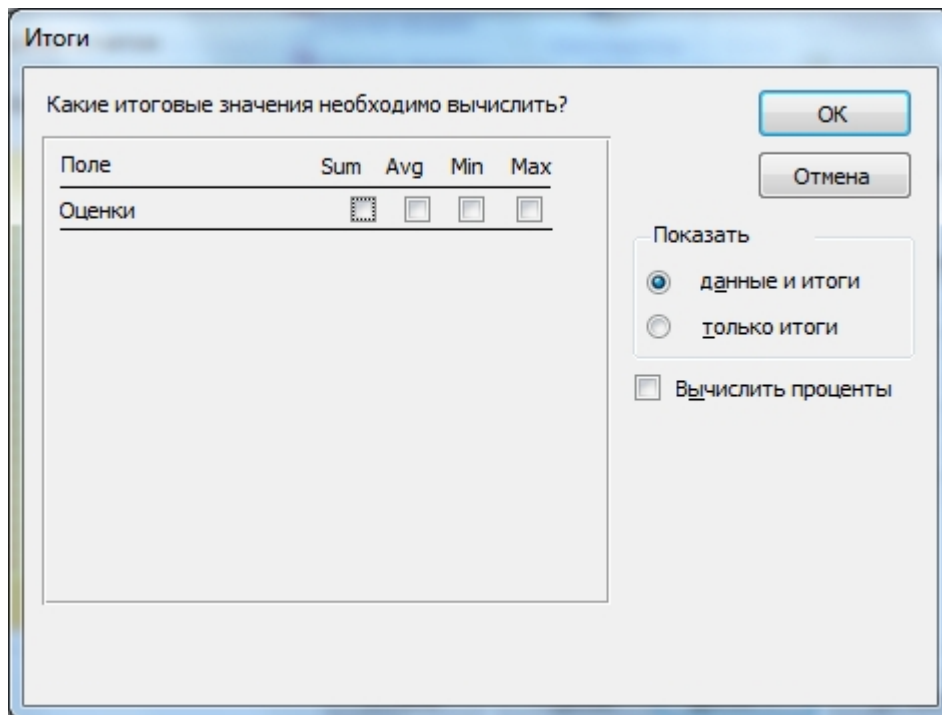 Итоги
Какие итоговые значения необходимо вычислить?
OK
Поле Sum Avg Min Max
Отмена
Оценки
Показать
данные и итоги
только итоги
Вычислить проценты